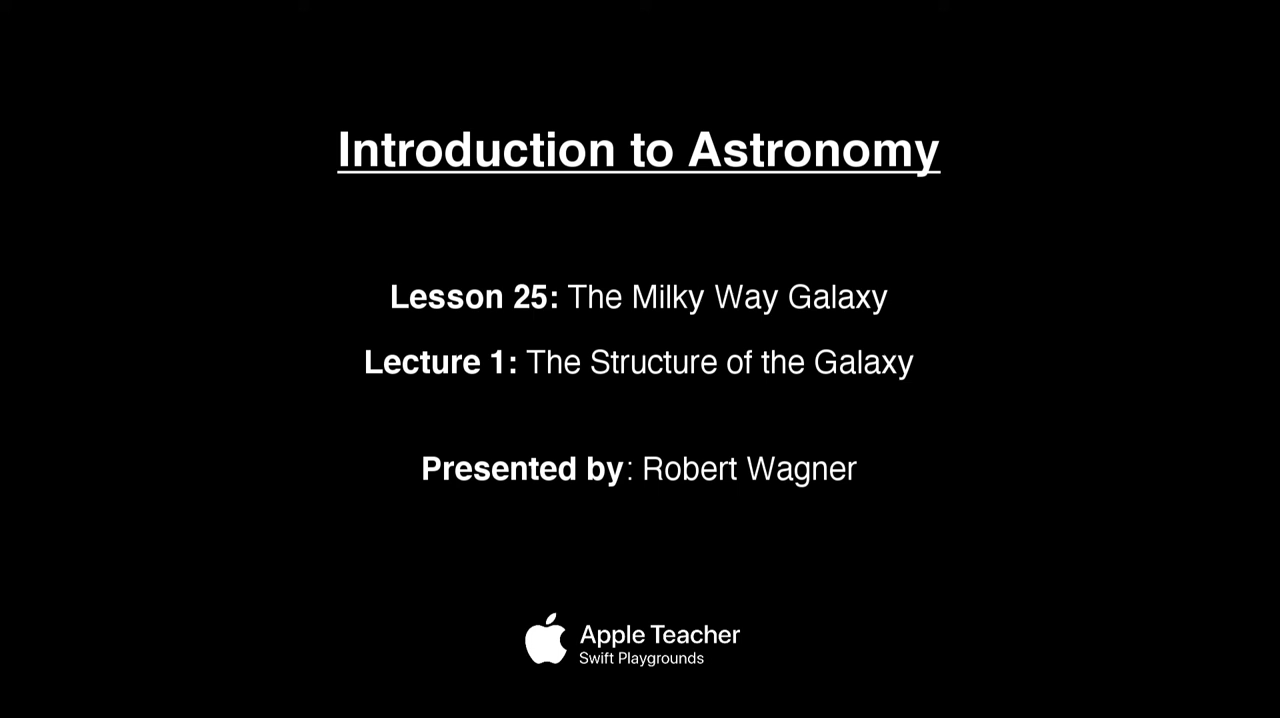 Introduction to Astronomy
Lesson 25: The Milky Way Galaxy
Lecture 1: The Structure of the Galaxy
Presented by: Robert Wagner
Apple Teacher
Swift Playgrounds